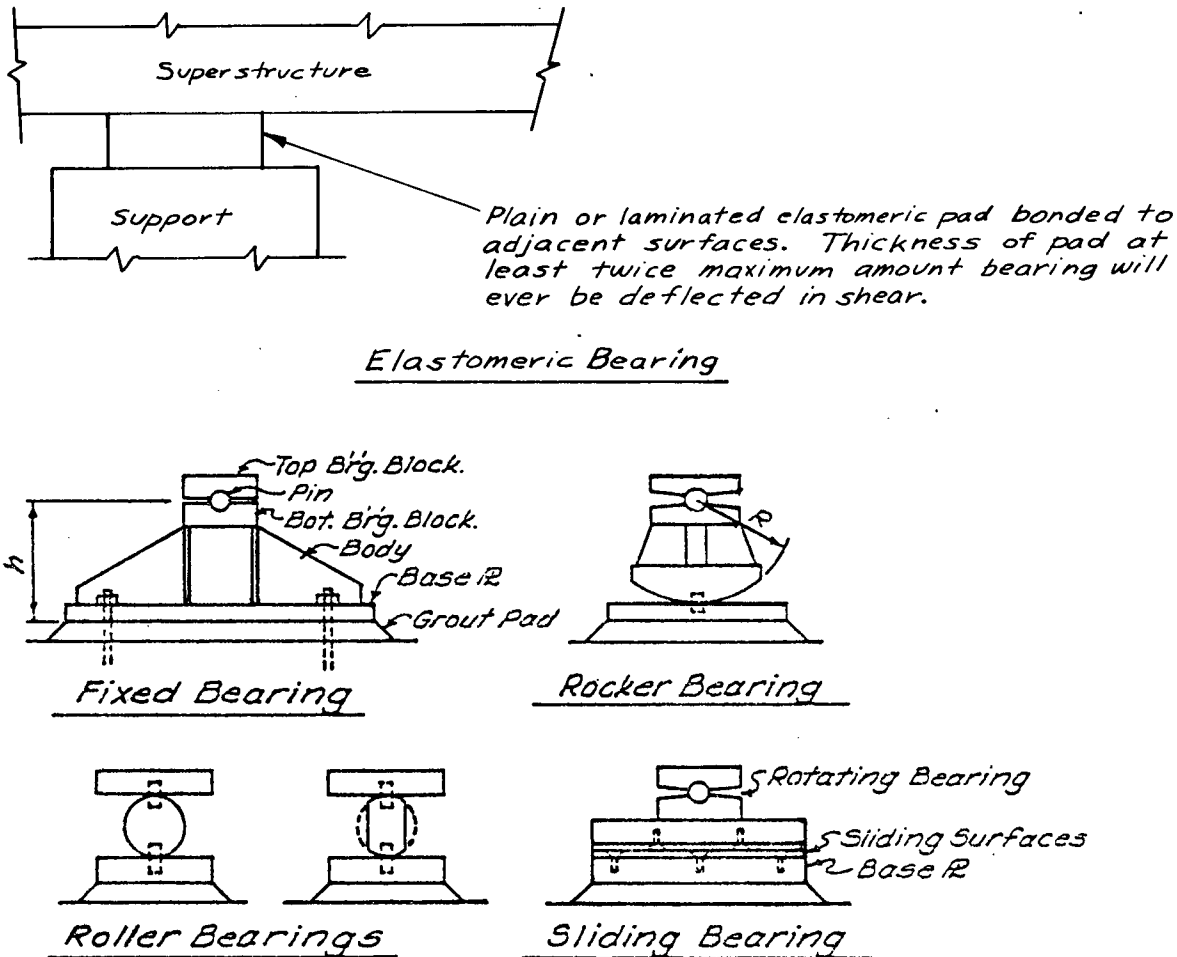 Superstructure
Support
Plain or laminated elastomeric pad bonded to
adjacent surfaces. Thickness of pad at
least twice maximum amount bearing will
ever be deflected in shear.
Elastomeric Bearing
Top B'r'g. Block.
Pin
Bot. B'r'g. Block.
Body
Base ⅊
Grout Pad
h
Fixed Bearing
R
Rocker Bearing
Roller Bearings
Rotating Bearing
Sliding Surfaces
Base ⅊
Sliding Bearing